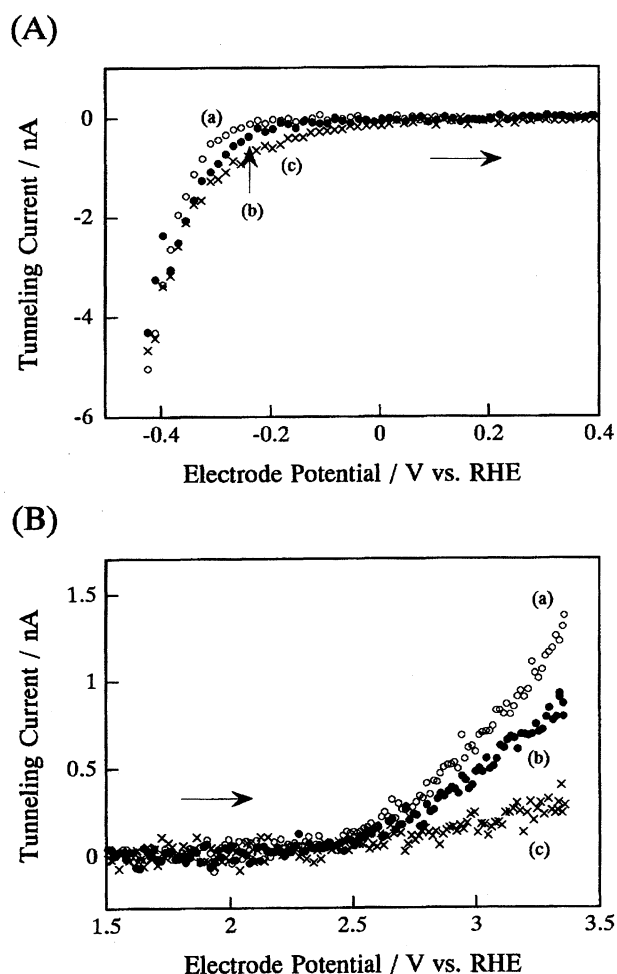 (A)
0
-2
-4
-6
Tunneling Current / nA
(a)
(c)
(b)
-0.4
-0.2
0
0.2
0.4
Electrode Potential / V vs. RHE
(B)
1.5
1
0.5
0
Tunneling Current / nA
(a)
(b)
(c)
1.5
2
2.5
3
3.5
Electrode Potential / V vs. RHE